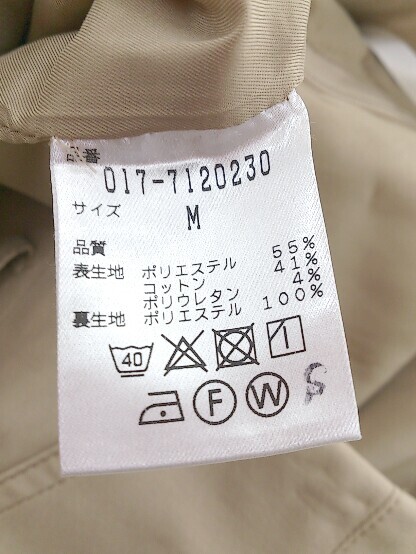 品番
017-7120230
サイズ
M
品質
表生地 ポリエステル 55%
コットン 41%
ポリウレタン 4%
裏生地 ポリエステル 100%
40
F W S